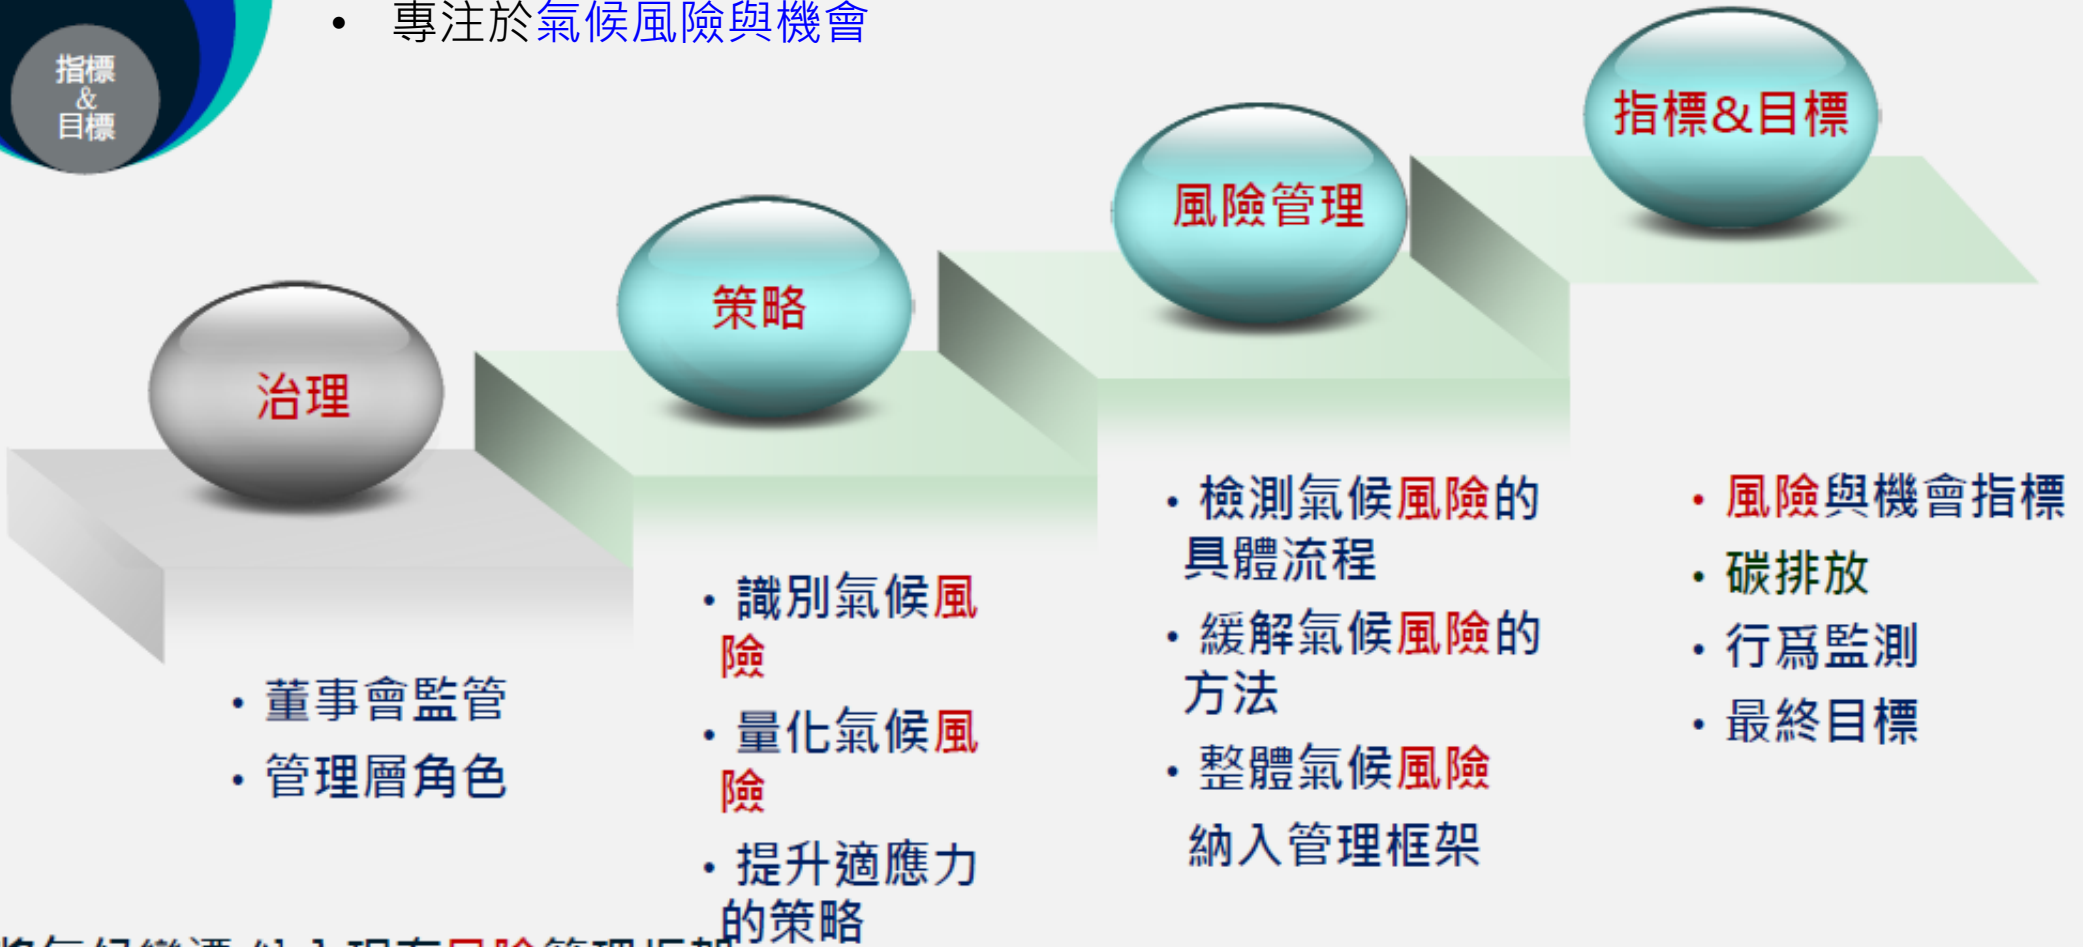 • 專注於氣候風險與機會
指標
&
目標
治理
策略
風險管理
指標&目標
• 董事會監管
• 管理層角色
• 識別氣候風
險
• 量化氣候風
險
• 提升適應力
的策略
• 檢測氣候風險的
具體流程
• 緩解氣候風險的
方法
• 整體氣候風險
納入管理框架
• 風險與機會指標
• 碳排放
• 行爲監測
• 最終目標